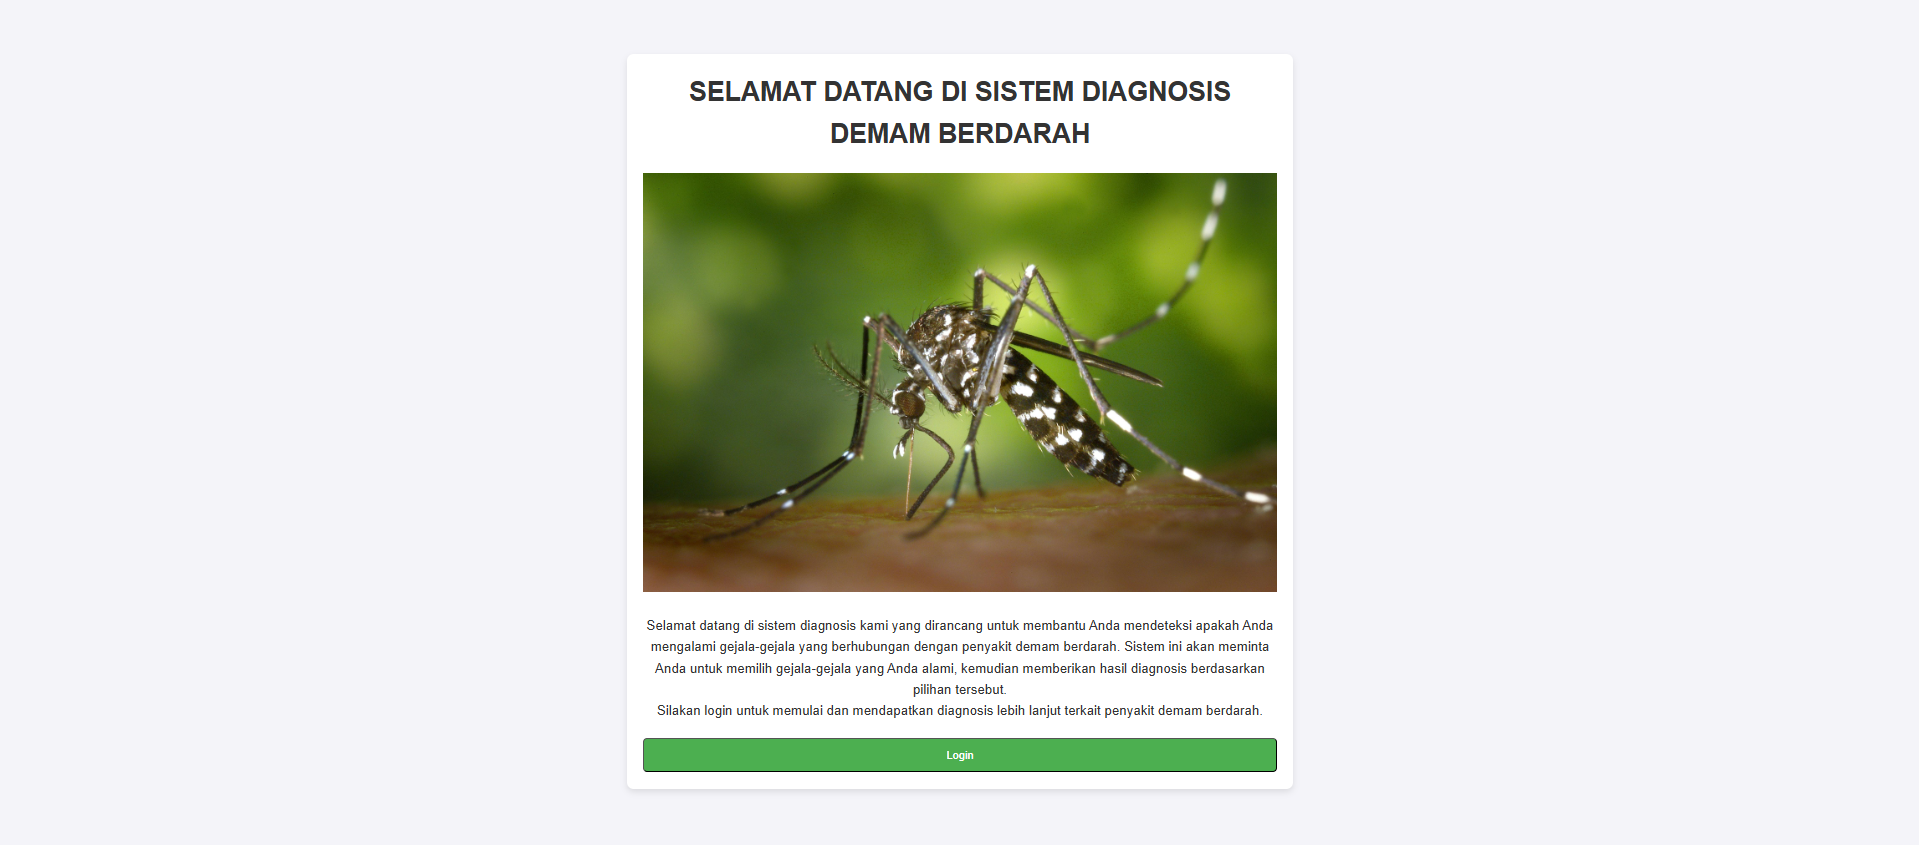 SELAMAT DATANG DI SISTEM DIAGNOSIS
DEMAM BERDARAH
Selamat datang di sistem diagnosis kami yang dirancang untuk membantu Anda mendeteksi apakah Anda
mengalami gejala-gejala yang berhubungan dengan penyakit demam berdarah. Sistem ini akan meminta
Anda untuk memilih gejala-gejala yang Anda alami, kemudian memberikan hasil diagnosis berdasarkan
pilihan tersebut.
Silakan login untuk memulai dan mendapatkan diagnosis lebih lanjut terkait penyakit demam berdarah.
Login